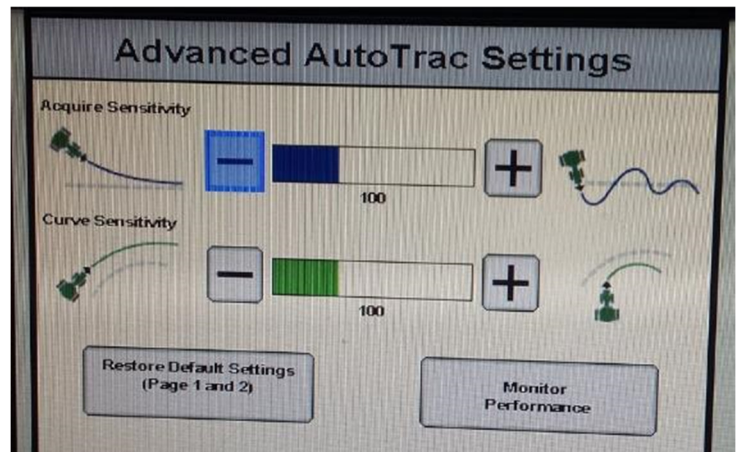 Advanced AutoTrac Settings
Acquire Sensitivity
100
Curve Sensitivity
100
Restore Default Settings
(Page 1 and 2)
Monitor
Performance